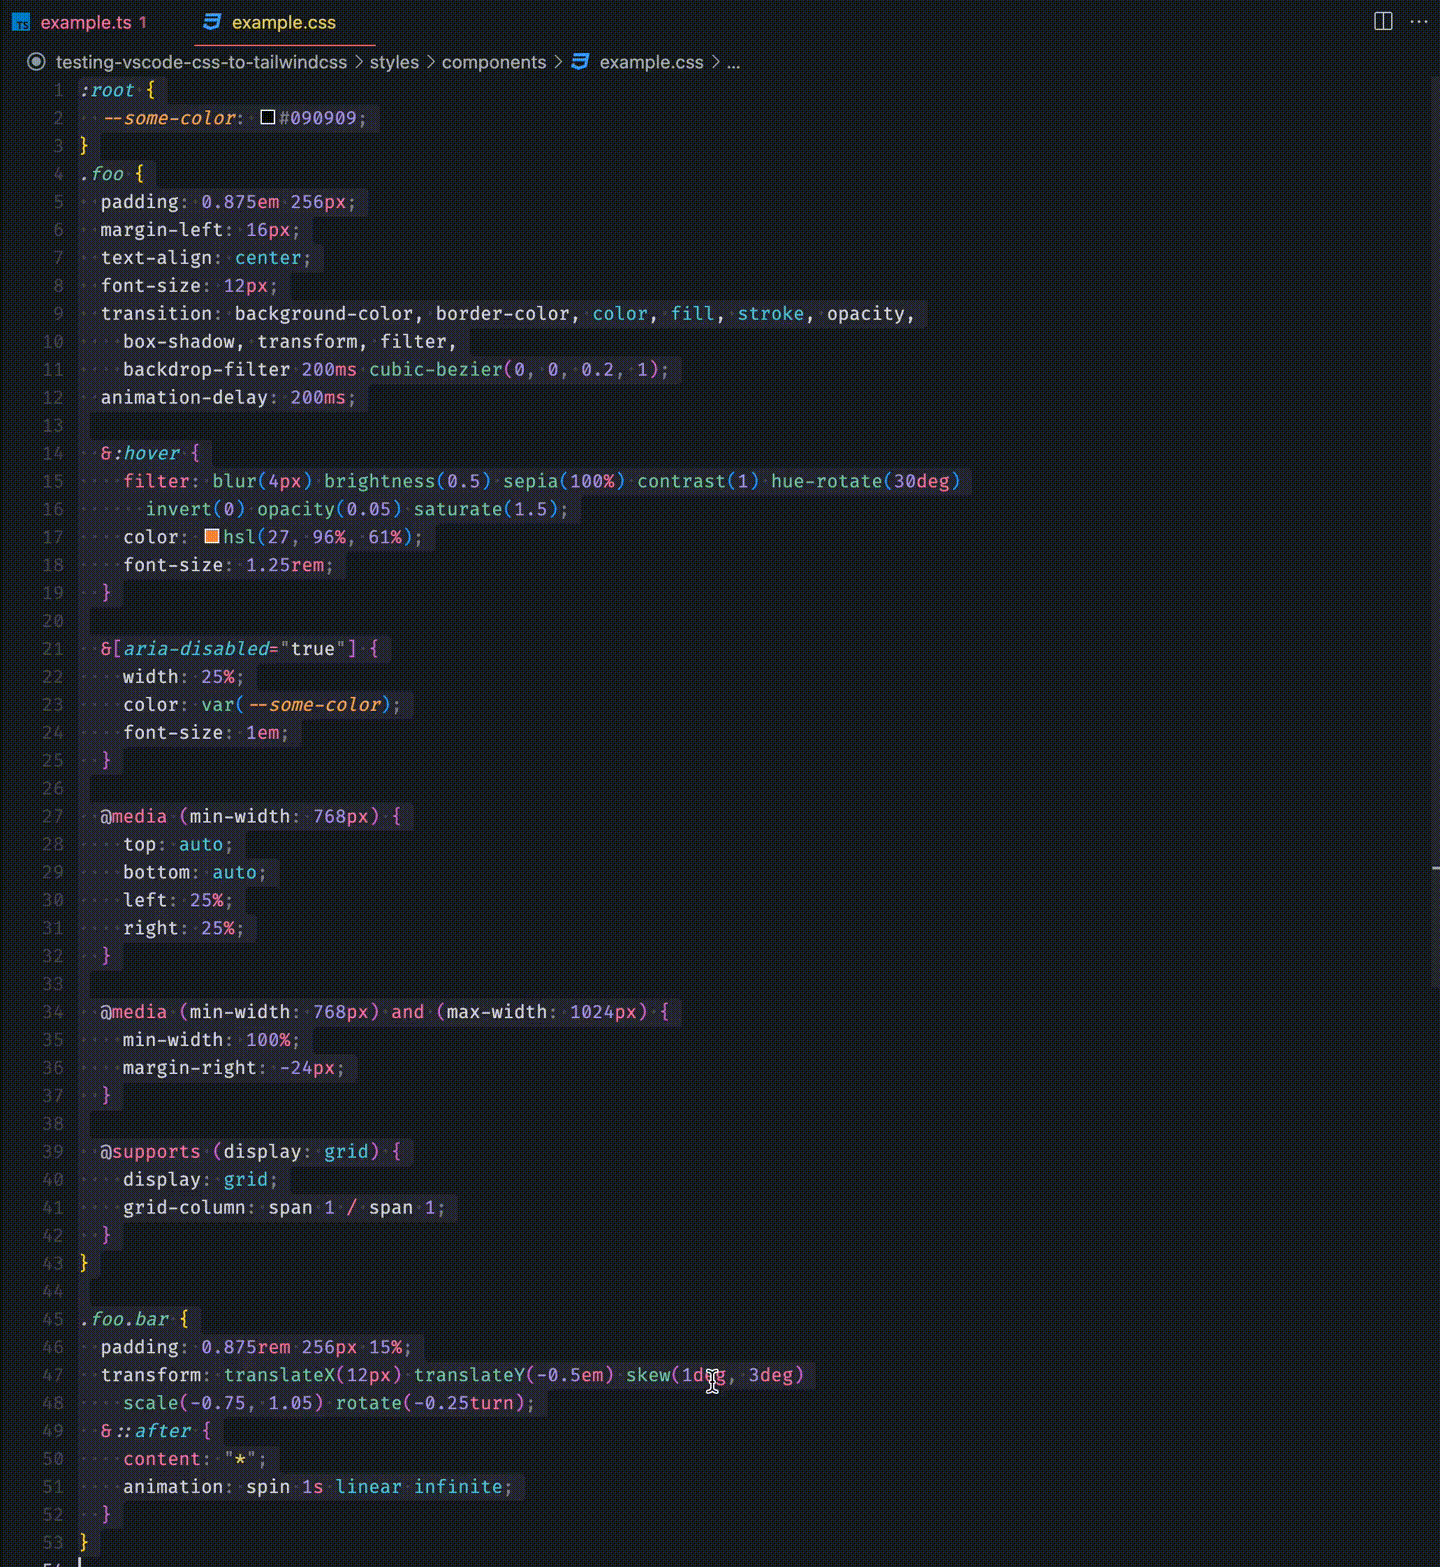 TS example.ts 1 example.css
testing-vscode-css-to-tailwindcss > styles > components > example.css > ...
1 :root {
2   --some-color: #090909;
3 }
4 .foo {
5   padding: 0.875em 256px;
6   margin-left: 16px;
7   text-align: center;
8   font-size: 12px;
9   transition: background-color, border-color, color, fill, stroke, opacity,
10     box-shadow, transform, filter,
11     backdrop-filter 200ms cubic-bezier(0, 0, 0.2, 1);
12   animation-delay: 200ms;
13
14   &:hover {
15     filter: blur(4px) brightness(0.5) sepia(100%) contrast(1) hue-rotate(30deg)
16       invert(0) opacity(0.05) saturate(1.5);
17     color: hsl(27, 96%, 61%);
18     font-size: 1.25rem;
19   }
20
21   &[aria-disabled="true"] {
22     width: 25%;
23     color: var(--some-color);
24     font-size: 1em;
25   }
26
27   @media (min-width: 768px) {
28     top: auto;
29     bottom: auto;
30     left: 25%;
31     right: 25%;
32   }
33
34   @media (min-width: 768px) and (max-width: 1024px) {
35     min-width: 100%;
36     margin-right: -24px;
37   }
38
39   @supports (display: grid) {
40     display: grid;
41     grid-column: span 1 / span 1;
42   }
43 }
44
45 .foo.bar {
46   padding: 0.875rem 256px 15%;
47   transform: translateX(12px) translateY(-0.5em) skew(1deg, 3deg)
48     scale(-0.75, 1.05) rotate(-0.25turn);
49   &::after {
50     content: "*";
51     animation: spin 1s linear infinite;
52   }
53 }
54